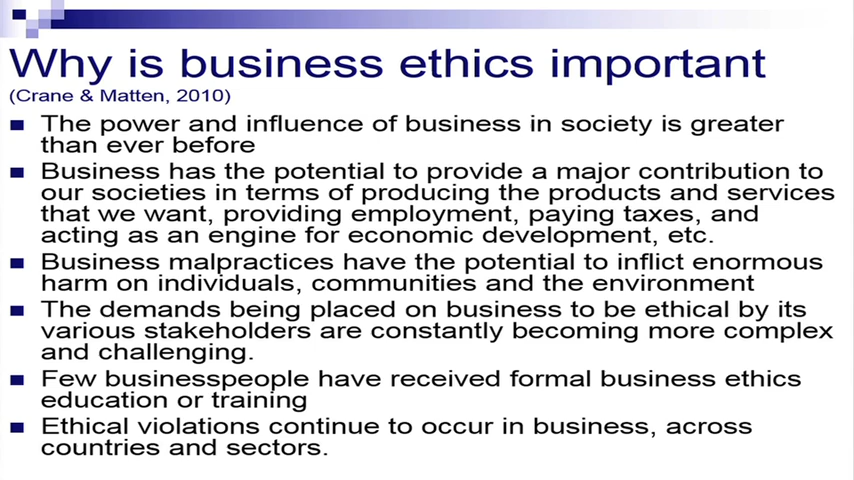 Why is business ethics important
(Crane & Matten, 2010)
The power and influence of business in society is greater
than ever before
Business has the potential to provide a major contribution to
our societies in terms of producing the products and services
that we want, providing employment, paying taxes, and
acting as an engine for economic development, etc.
Business malpractices have the potential to inflict enormous
harm on individuals, communities and the environment
The demands being placed on business to be ethical by its
various stakeholders are constantly becoming more complex
and challenging.
Few businesspeople have received formal business ethics
education or training
Ethical violations continue to occur in business, across
countries and sectors.